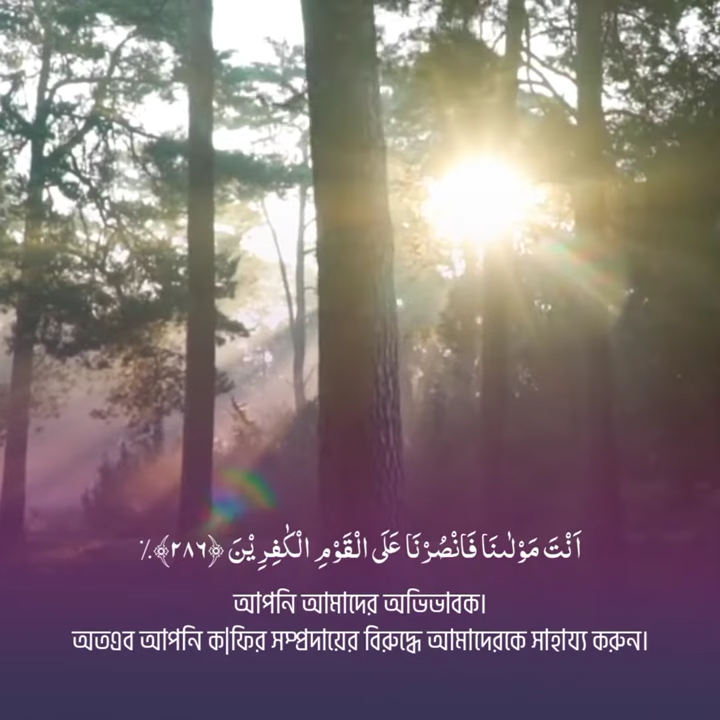 اَنْتَ مَوْلٰىنَا فَانْصُرْنَا عَلَى الْقَوْمِ الْكٰفِرِيْنَ ﴿٢٨٦﴾٪
আপনি আমাদের অভিভাবক।
অতএব আপনি কাফির সম্প্রদায়ের বিরুদ্ধে আমাদেরকে সাহায্য করুন।